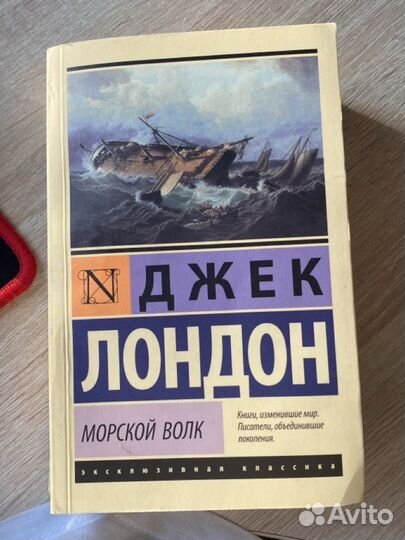 N ДЖЕК
ЛОНДОН
МОРСКОЙ ВОЛК
Книги, изменившие мир.
Писатели, объединившие
поколения.
эксклюзивная классика
Avito